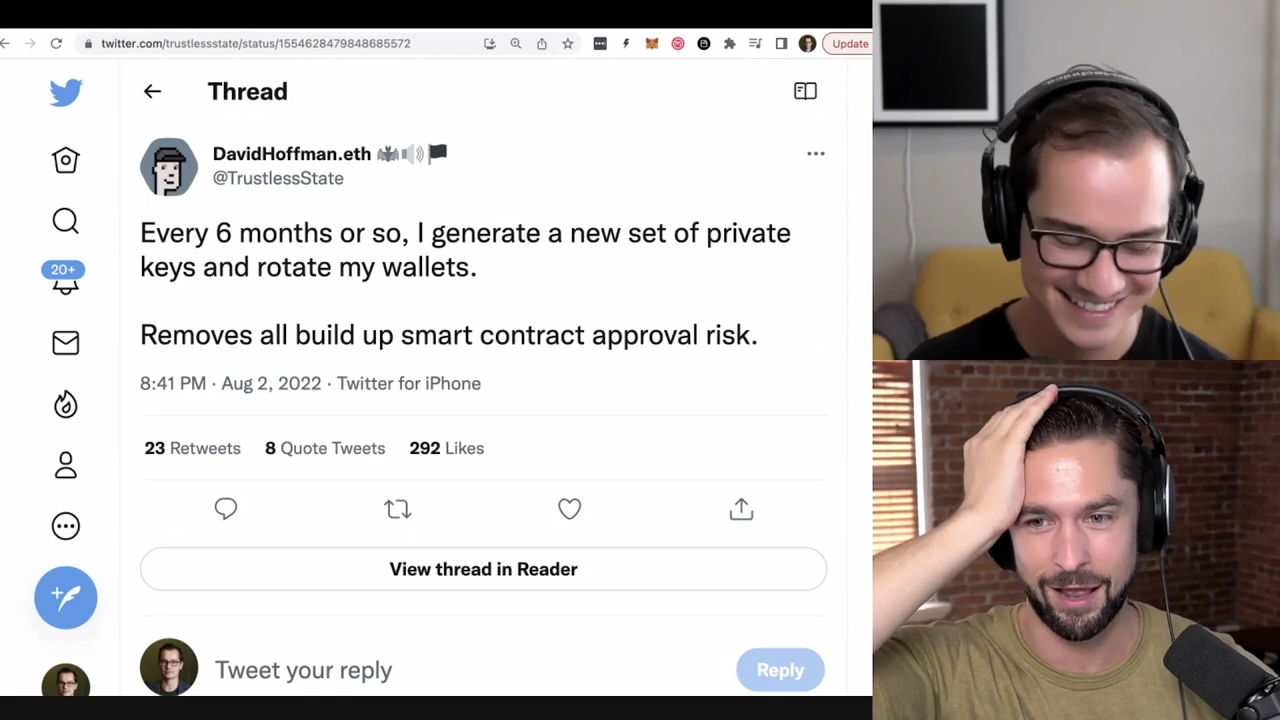 twitter.com/trustlessstate/status/1554628479848685572
Update
Thread
DavidHoffman.eth 🦇🔊🏴
@TrustlessState
20+
Every 6 months or so, I generate a new set of private
keys and rotate my wallets.
Removes all build up smart contract approval risk.
8:41 PM · Aug 2, 2022 · Twitter for iPhone
23 Retweets 8 Quote Tweets 292 Likes
View thread in Reader
Tweet your reply
Reply